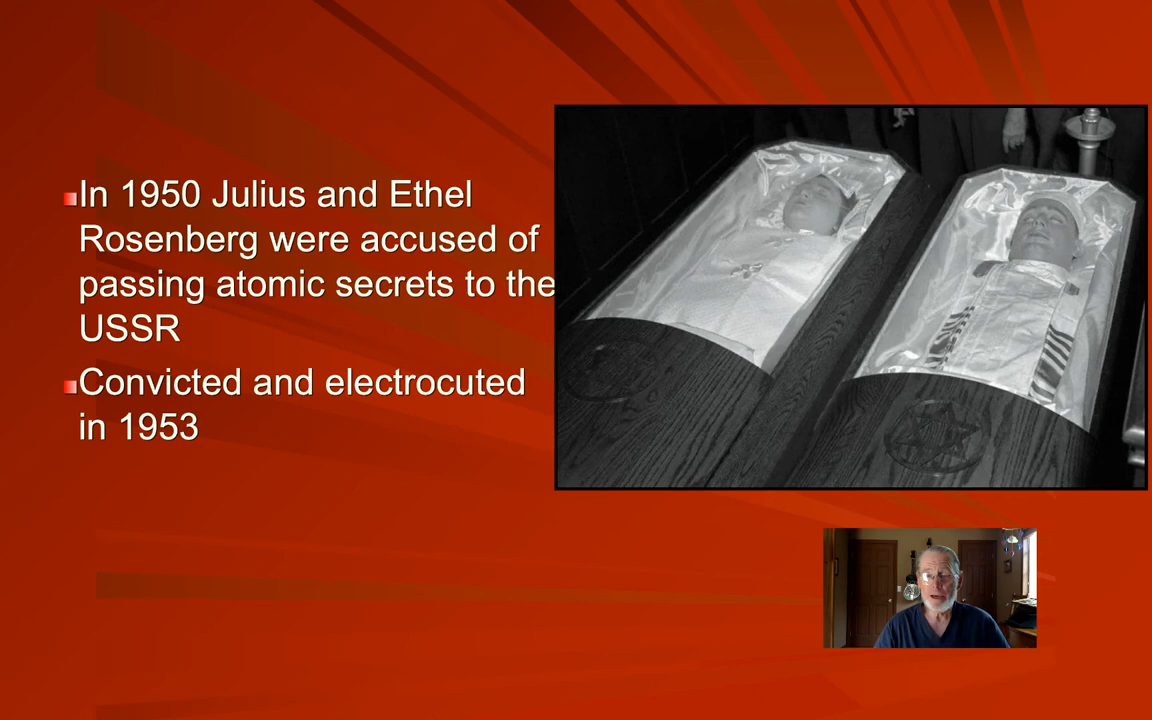 In 1950 Julius and Ethel
Rosenberg were accused of
passing atomic secrets to the
USSR
Convicted and electrocuted
in 1953